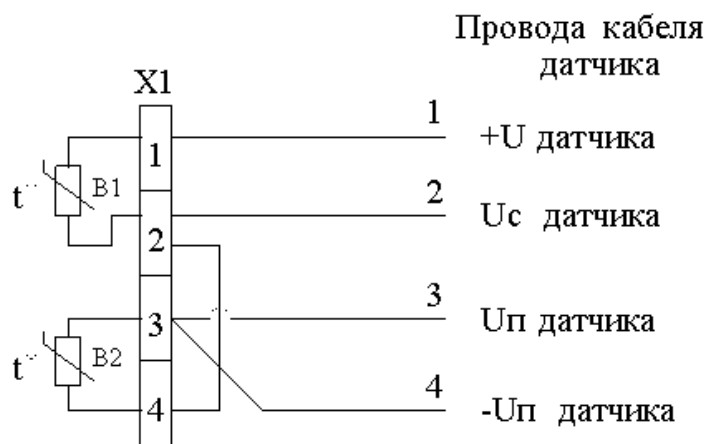 Провода кабеля
датчика
X1
1
+U датчика
1
t°
B1
2
Uc датчика
2
3
Uп датчика
3
t°
B2
4
-Uп датчика
4